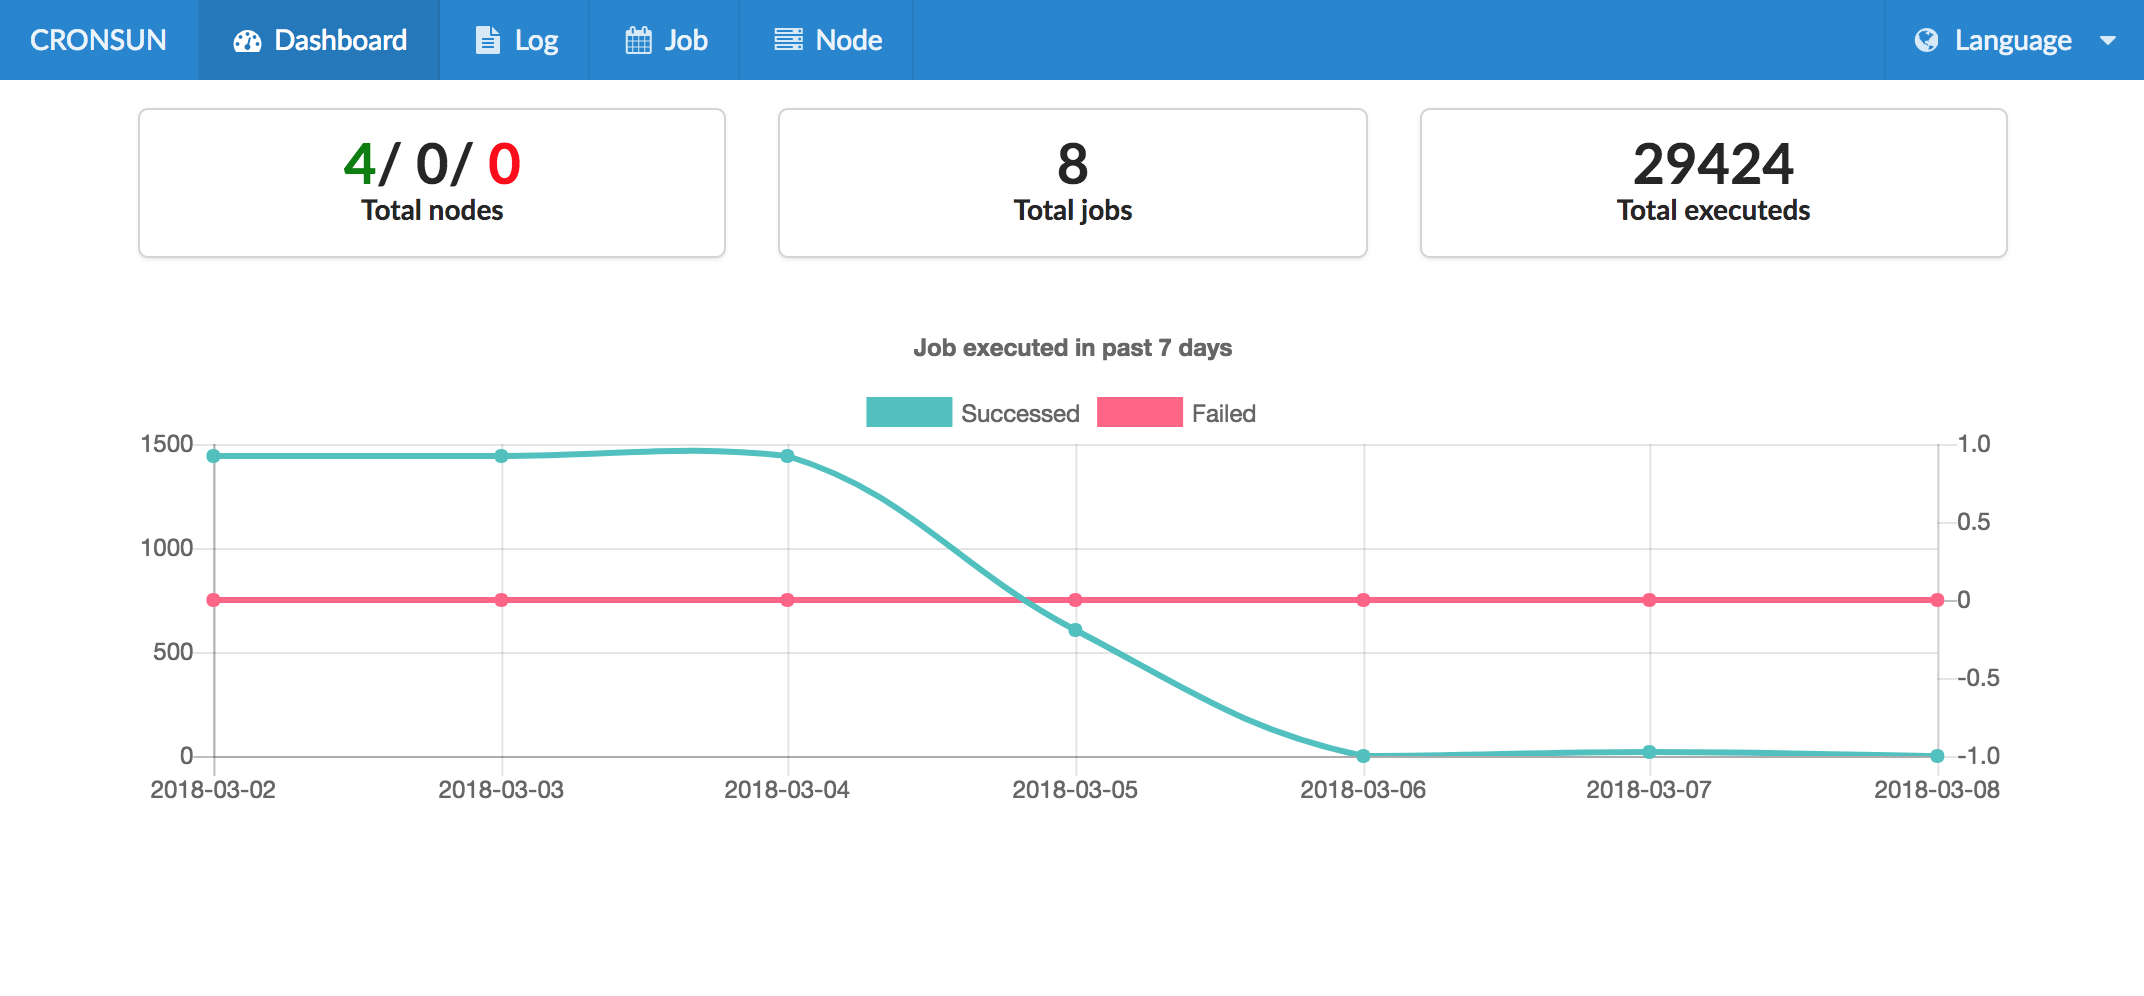 CRONSUN Dashboard Log Job Node Language
4/ 0/ 0
Total nodes
8
Total jobs
29424
Total executeds
Job executed in past 7 days
Successed Failed
1500 1.0
0.5
1000
0
500
-0.5
0 -1.0
2018-03-02 2018-03-03 2018-03-04 2018-03-05 2018-03-06 2018-03-07 2018-03-08